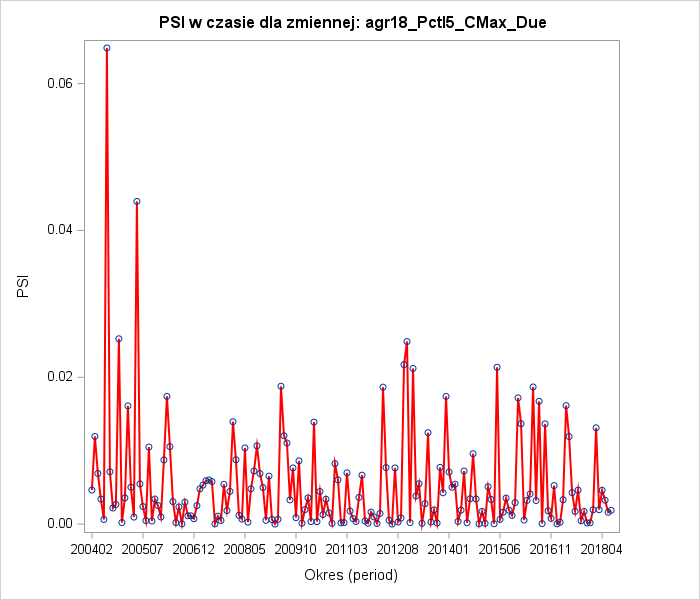 PSI w czasie dla zmiennej: agr18_Pctl5_CMax_Due
0.06
0.04
0.02
0.00
PSI
200402 200507 200612 200805 200910 201103 201208 201401 201506 201611 201804
Okres (period)